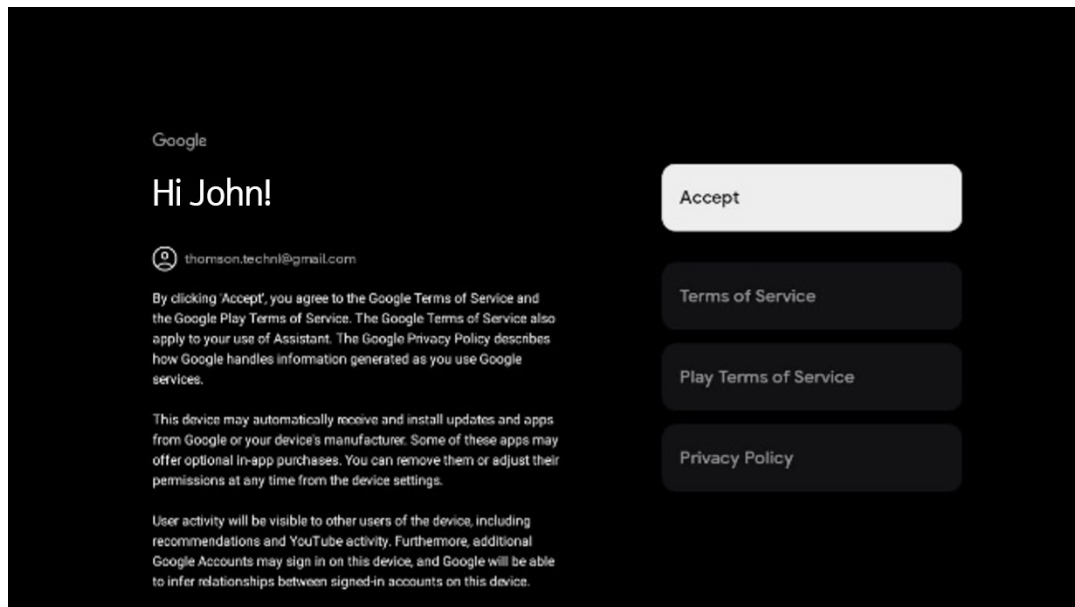 Google
Hi John!
thomson.technl@gmail.com
By clicking 'Accept', you agree to the Google Terms of Service and
the Google Play Terms of Service. The Google Terms of Service also
apply to your use of Assistant. The Google Privacy Policy describes
how Google handles information generated as you use Google
services.
This device may automatically receive and install updates and apps
from Google or your device's manufacturer. Some of these apps may
offer optional in-app purchases. You can remove them or adjust their
permissions at any time from the device settings.
User activity will be visible to other users of the device, including
recommendations and YouTube activity. Furthermore, additional
Google Accounts may sign in on this device, and Google will be able
to infer relationships between signed-in accounts on this device.
Accept
Terms of Service
Play Terms of Service
Privacy Policy